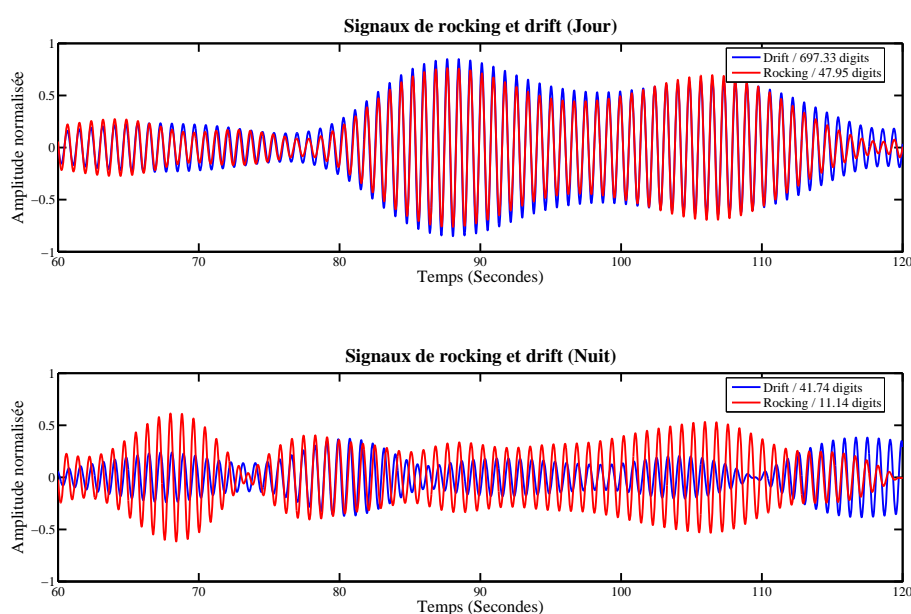 Signaux de rocking et drift (Jour)
1
0.5
0
−0.5
−1
Amplitude normalisée
Drift / 697.33 digits
Rocking / 47.95 digits
60 70 80 90 100 110 120
Temps (Secondes)
Signaux de rocking et drift (Nuit)
1
0.5
0
−0.5
−1
Amplitude normalisée
Drift / 41.74 digits
Rocking / 11.14 digits
60 70 80 90 100 110 120
Temps (Secondes)